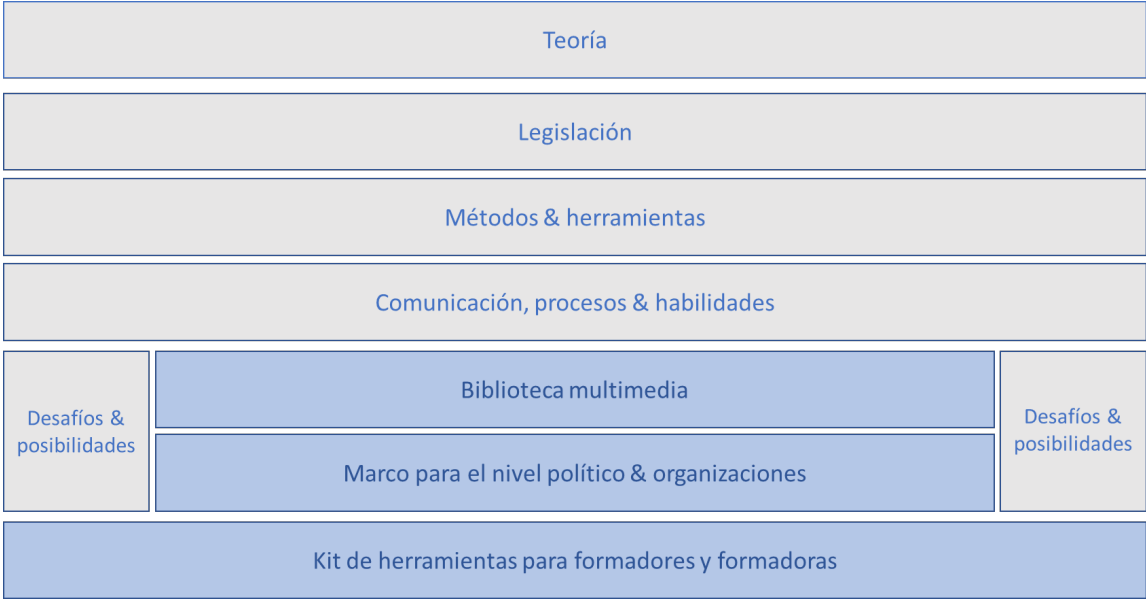 Teoría
Legislación
Métodos & herramientas
Comunicación, procesos & habilidades
Desafíos &
posibilidades
Biblioteca multimedia
Marco para el nivel político & organizaciones
Desafíos &
posibilidades
Kit de herramientas para formadores y formadoras